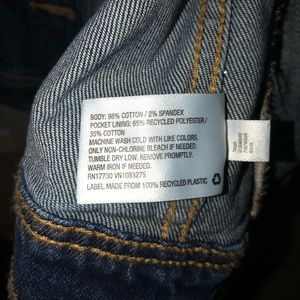 BODY: 98% COTTON / 2% SPANDEX
POCKET LINING: 65% RECYCLED POLYESTER /
35% COTTON
MACHINE WASH COLD WITH LIKE COLORS.
ONLY NON-CHLORINE BLEACH IF NEEDED.
TUMBLE DRY LOW. REMOVE PROMPTLY.
WARM IRON IF NEEDED.
RN17730 VN1083275
LABEL MADE FROM 100% RECYCLED PLASTIC